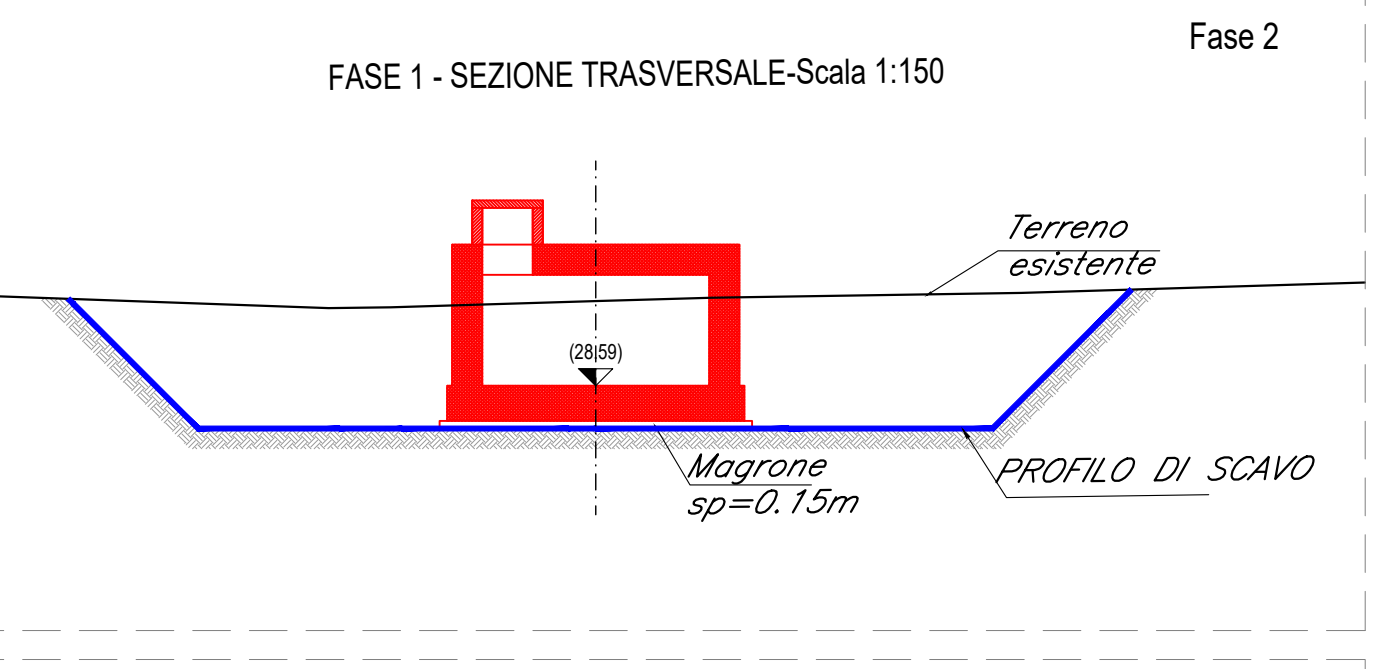 Fase 2
FASE 1 - SEZIONE TRASVERSALE-Scala 1:150
Terreno
esistente
(28,59)
Magrone
sp=0.15m
PROFILO DI SCAVO